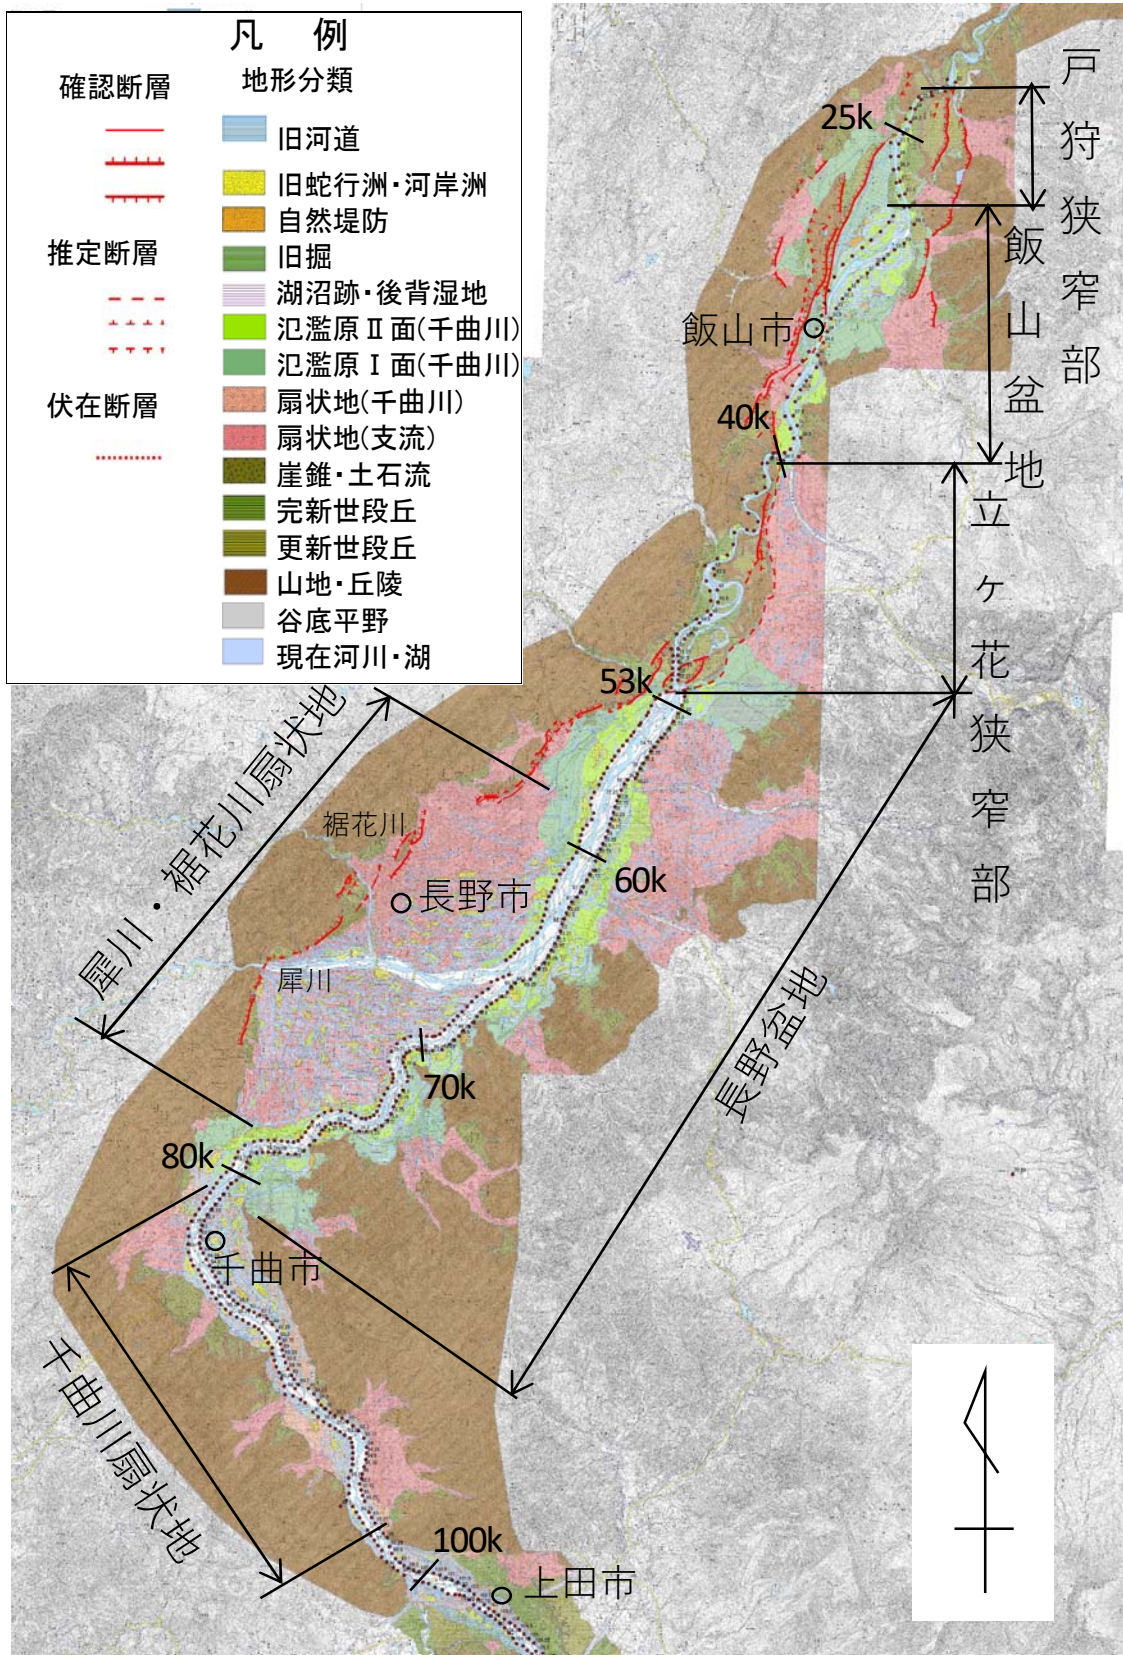 凡 例
確認断層
地形分類
旧河道
旧蛇行洲・河岸洲
自然堤防
推定断層
旧掘
湖沼跡・後背湿地
氾濫原Ⅱ面(千曲川)
氾濫原Ⅰ面(千曲川)
伏在断層
扇状地(千曲川)
扇状地(支流)
崖錐・土石流
完新世段丘
更新世段丘
山地・丘陵
谷底平野
現在河川・湖
戸狩狭窄部
25k
飯山盆地
飯山市
40k
立ヶ花狭窄部
53k
犀川・裾花川扇状地
裾花川
60k
長野市
犀川
長野盆地
70k
80k
千曲市
千曲川扇状地
100k
上田市